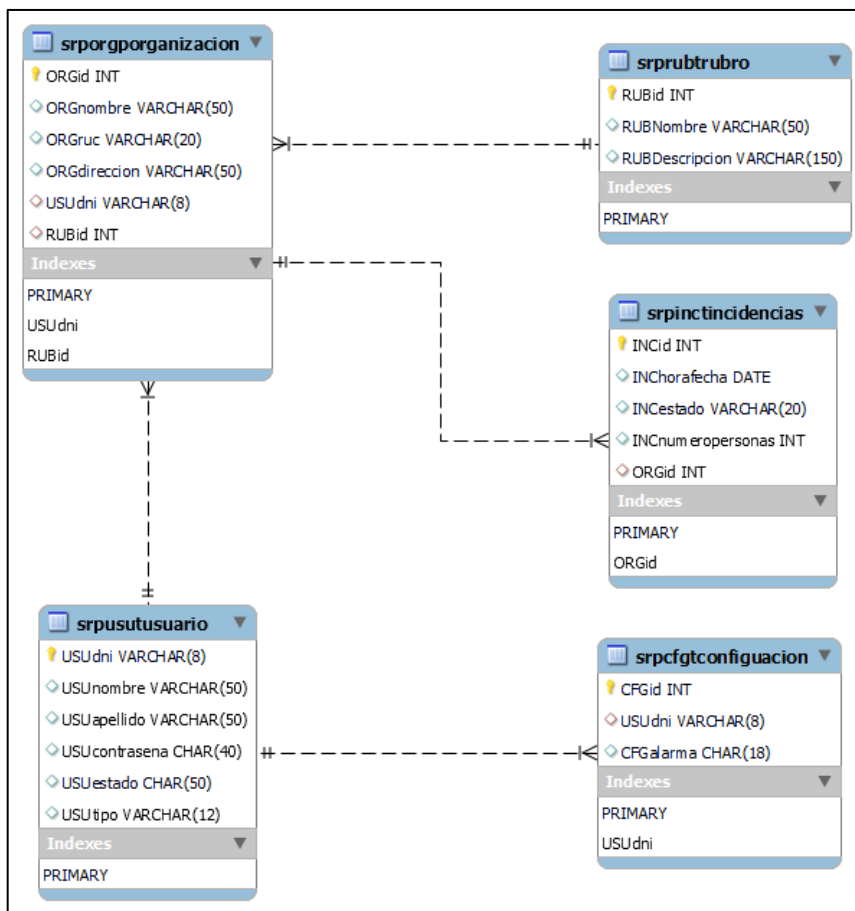 srporgporganizacion
ORGid INT
ORGnombre VARCHAR(50)
ORGruc VARCHAR(20)
ORGdireccion VARCHAR(50)
USUdni VARCHAR(8)
RUBid INT
Indexes
PRIMARY
USUdni
RUBid
srprubtrubro
RUBid INT
RUBNombre VARCHAR(50)
RUBDescripcion VARCHAR(150)
Indexes
PRIMARY
srpinctincidencias
INCid INT
INChorafecha DATE
INCestado VARCHAR(20)
INCnumeropersonas INT
ORGid INT
Indexes
PRIMARY
ORGid
srpusutusuario
USUdni VARCHAR(8)
USUnombre VARCHAR(50)
USUapellido VARCHAR(50)
USUcontrasena CHAR(40)
USUestado CHAR(50)
USUtipo VARCHAR(12)
Indexes
PRIMARY
srpcfgtconfiguacion
CFGid INT
USUdni VARCHAR(8)
CFGalarma CHAR(18)
Indexes
PRIMARY
USUdni